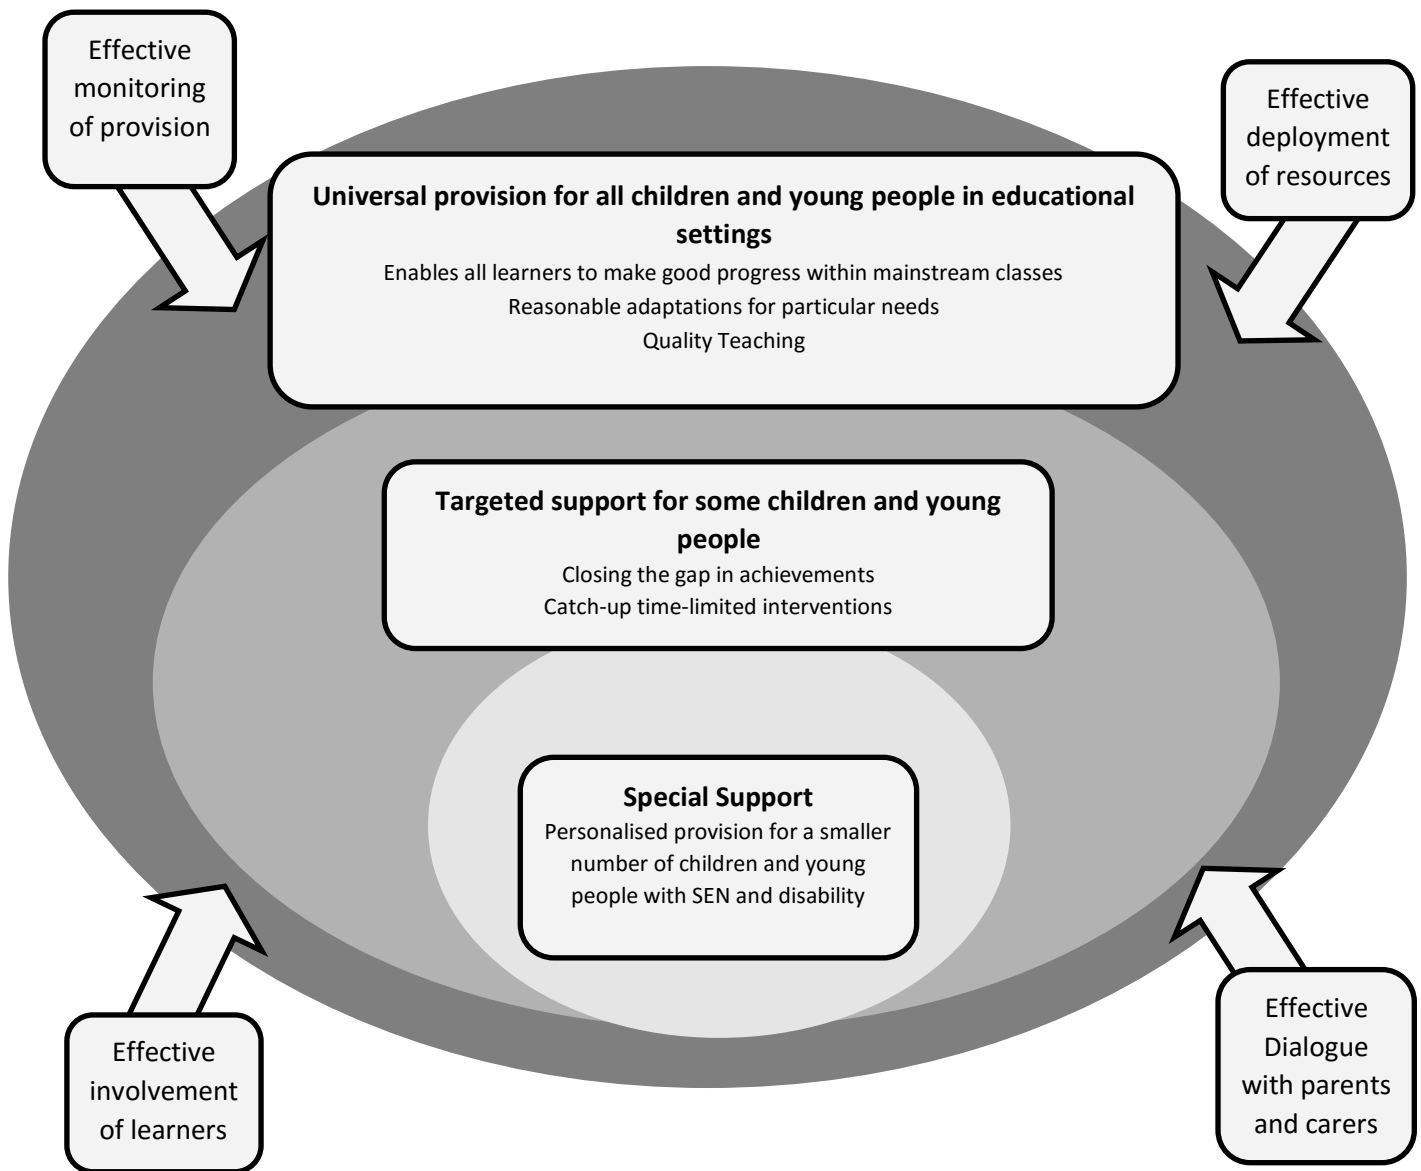 Effective
monitoring
of provision
Effective
deployment
of resources
Universal provision for all children and young people in educational
settings
Enables all learners to make good progress within mainstream classes
Reasonable adaptations for particular needs
Quality Teaching
Targeted support for some children and young
people
Closing the gap in achievements
Catch-up time-limited interventions
Special Support
Personalised provision for a smaller
number of children and young
people with SEN and disability
Effective
involvement
of learners
Effective
Dialogue
with parents
and carers